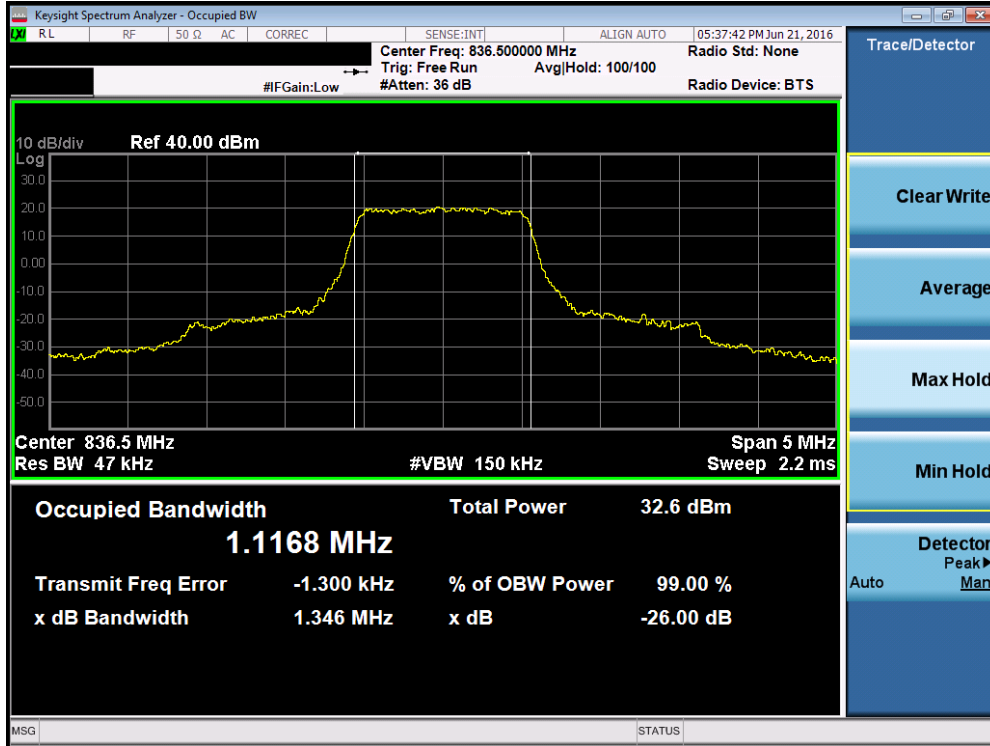 Keysight Spectrum Analyzer - Occupied BW
LXI RL RF 50 Ω AC CORREC SENSE:INT ALIGN AUTO 05:37:42 PM Jun 21, 2016
Center Freq: 836.500000 MHz Radio Std: None
Trig: Free Run Avg|Hold: 100/100
#IFGain:Low #Atten: 36 dB Radio Device: BTS
Trace/Detector
10 dB/div Ref 40.00 dBm
Log
30.0
20.0
10.0
0.00
-10.0
-20.0
-30.0
-40.0
-50.0
Center 836.5 MHz Span 5 MHz
Res BW 47 kHz #VBW 150 kHz Sweep 2.2 ms
Occupied Bandwidth Total Power 32.6 dBm
1.1168 MHz
Transmit Freq Error -1.300 kHz % of OBW Power 99.00 %
x dB Bandwidth 1.346 MHz x dB -26.00 dB
Clear Write
Average
Max Hold
Min Hold
Detector
Peak▶
Auto Man
MSG STATUS